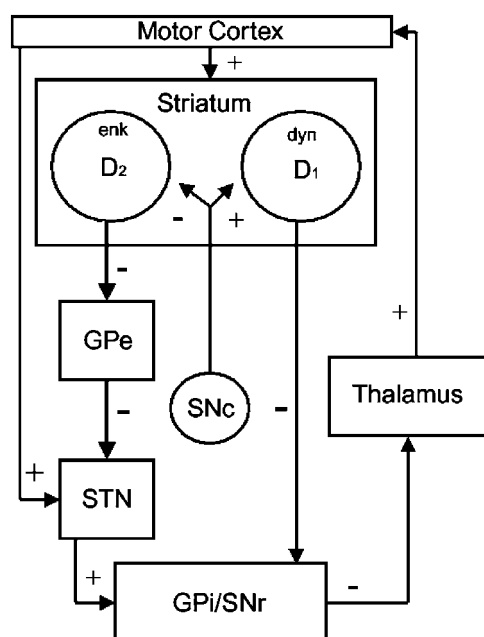 Motor Cortex
+
Striatum
enk
D2
dyn
D1
- +
-
GPe
SNc
+
Thalamus
-
-
+
STN
+
GPi/SNr
-